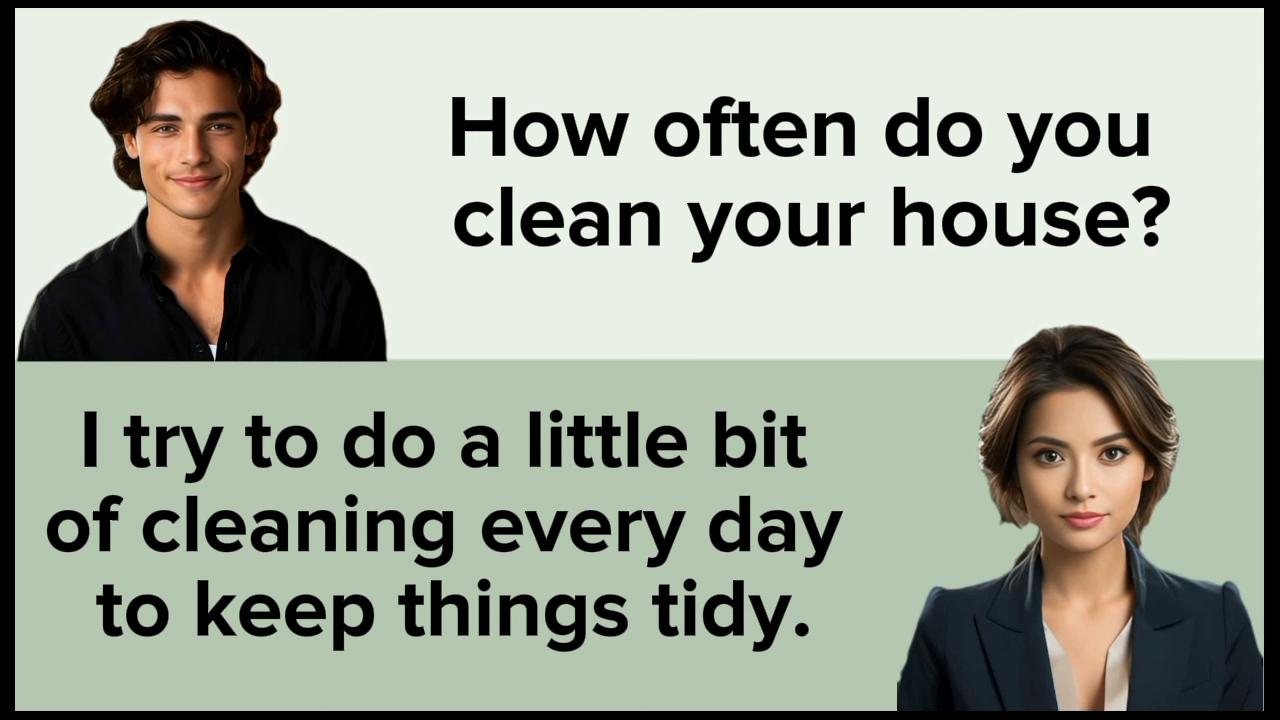 How often do you
clean your house?
I try to do a little bit
of cleaning every day
to keep things tidy.